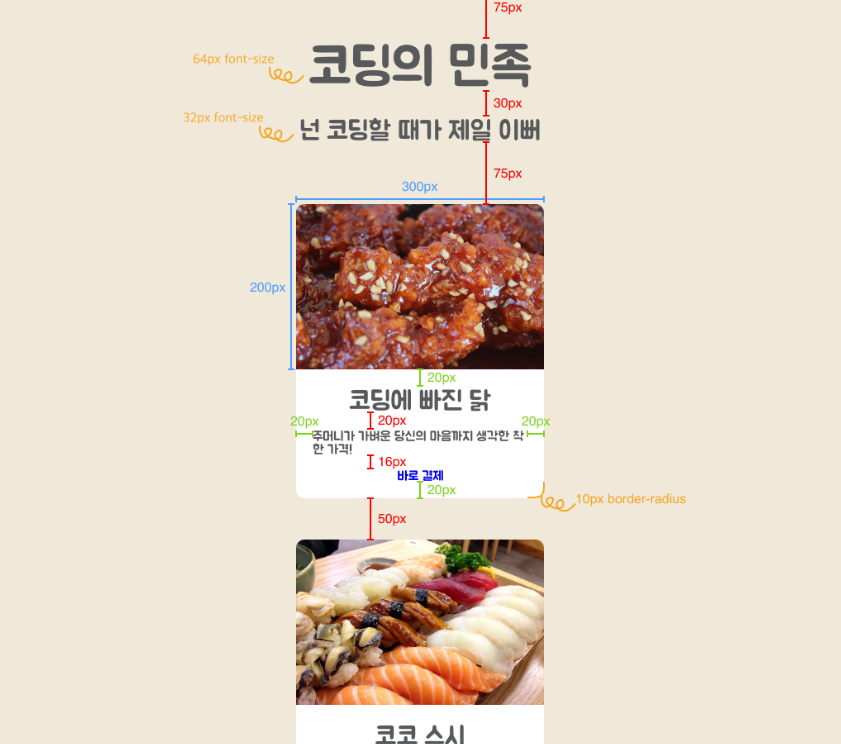 75px
64px font-size
코딩의 민족
30px
32px font-size
넌 코딩할 때가 제일 이뻐
75px
300px
200px
20px
코딩에 빠진 닭
20px
20px
20px
주머니가 가벼운 당신의 마음까지 생각한 착
한 가격!
16px
바로 결제
20px
10px border-radius
50px
코코 스시